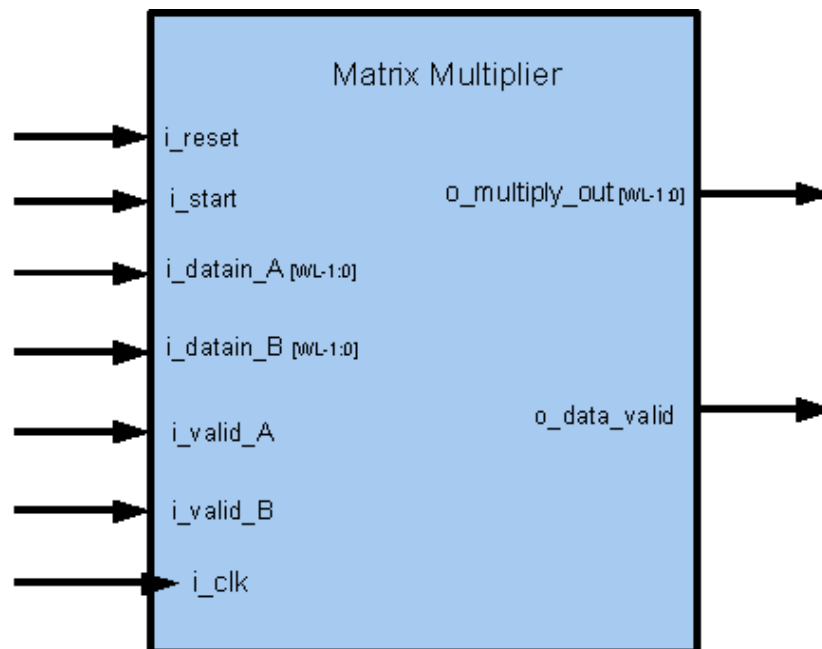 Matrix Multiplier
i_reset
i_start
i_datain_A [WL-1:0]
i_datain_B [WL-1:0]
i_valid_A
i_valid_B
i_clk
o_multiply_out [WL-1:0]
o_data_valid